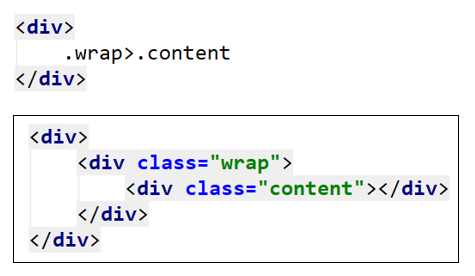 <div>
    .wrap>.content
</div>
<div>
    <div class="wrap">
        <div class="content"></div>
    </div>
</div>